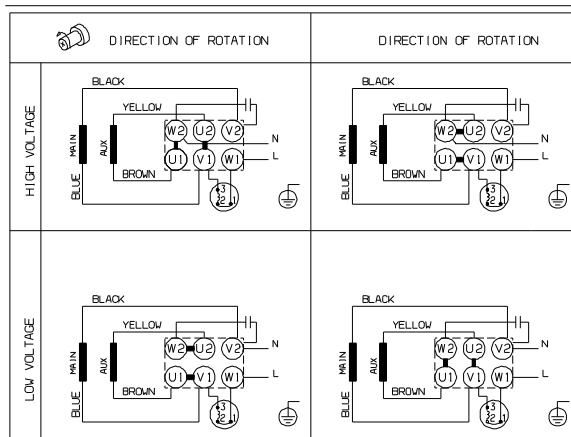 DIRECTION OF ROTATION
DIRECTION OF ROTATION
HIGH VOLTAGE
BLACK
YELLOW
MAIN
AUX
W2 U2 V2
N
U1 V1 W1
L
BROWN
BLUE
3
2 1
BLACK
YELLOW
MAIN
AUX
W2 U2 V2
N
U1 V1 W1
L
BROWN
BLUE
3
2 1
LOW VOLTAGE
BLACK
YELLOW
MAIN
AUX
W2 U2 V2
N
U1 V1 W1
L
BROWN
BLUE
3
2 1
BLACK
YELLOW
MAIN
AUX
W2 U2 V2
N
U1 V1 W1
L
BROWN
BLUE
3
2 1